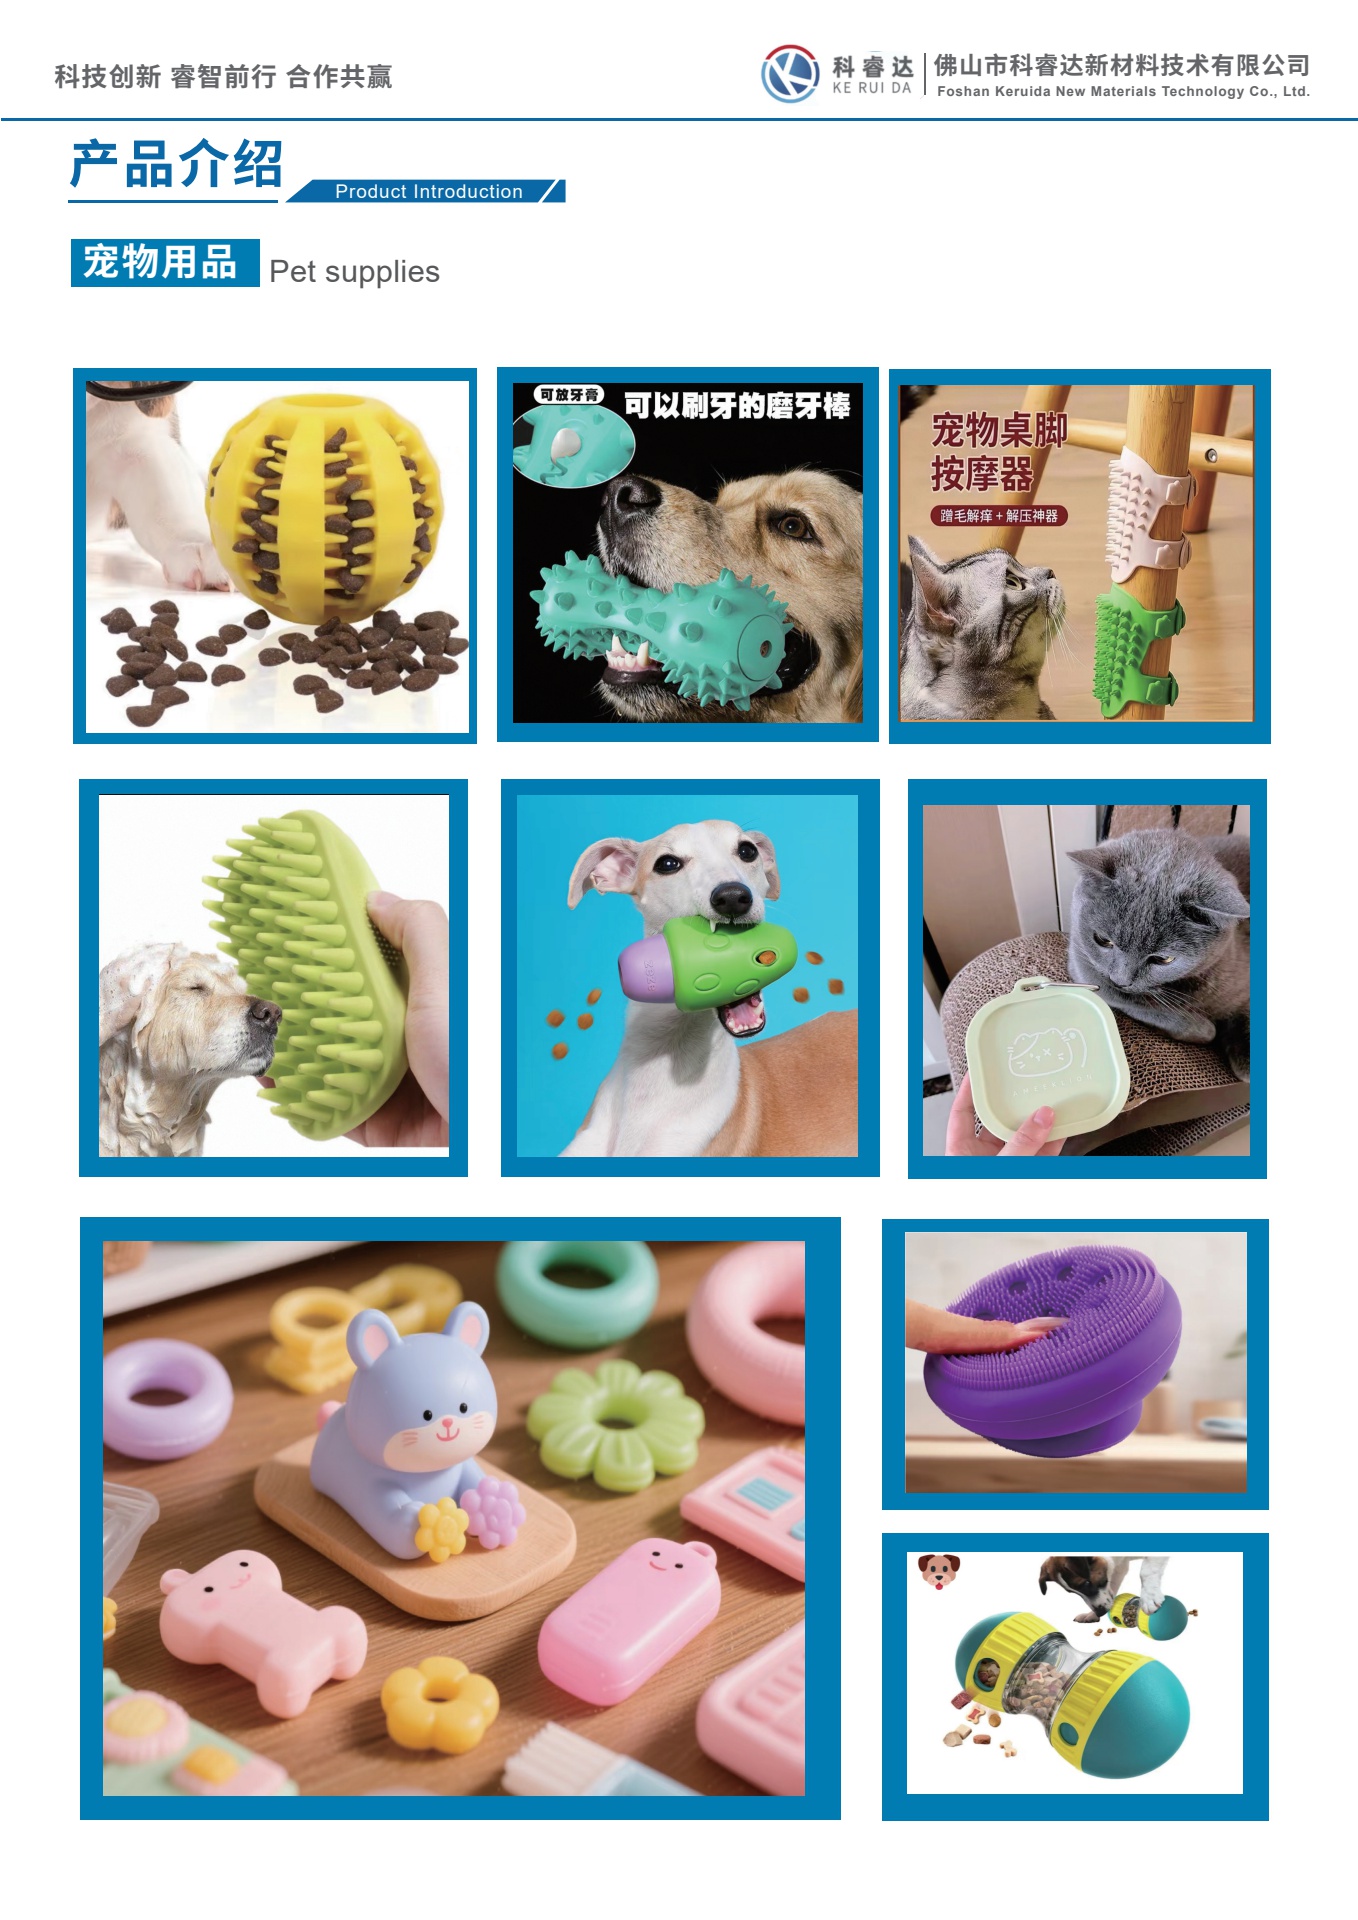 科技创新 睿智前行 合作共赢
科睿达
KE RUI DA
佛山市科睿达新材料技术有限公司
Foshan Keruida New Materials Technology Co., Ltd.
产品介绍
Product Introduction
宠物用品
Pet supplies
可放牙膏
可以刷牙的磨牙棒
宠物桌脚
按摩器
蹭毛解痒+解压神器